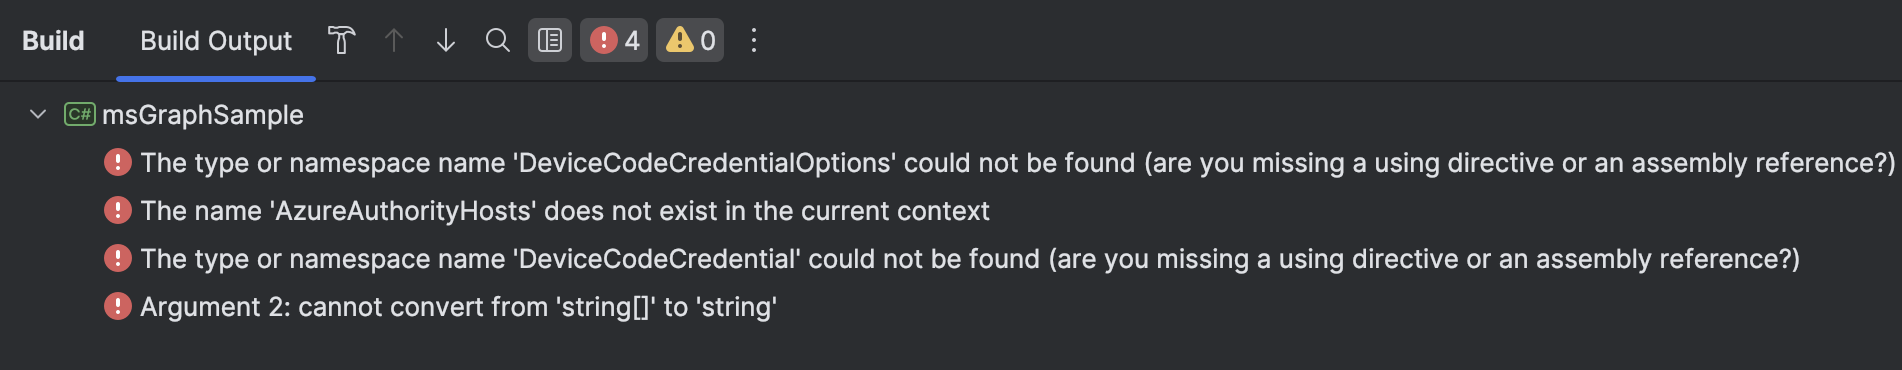 Build Build Output 4 0
C# msGraphSample
The type or namespace name 'DeviceCodeCredentialOptions' could not be found (are you missing a using directive or an assembly reference?)
The name 'AzureAuthorityHosts' does not exist in the current context
The type or namespace name 'DeviceCodeCredential' could not be found (are you missing a using directive or an assembly reference?)
Argument 2: cannot convert from 'string[]' to 'string'